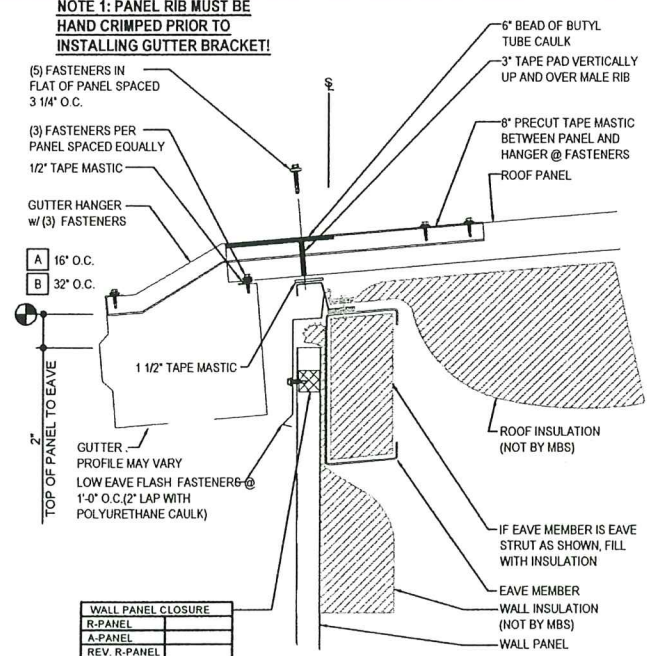 NOTE 1: PANEL RIB MUST BE
HAND CRIMPED PRIOR TO
INSTALLING GUTTER BRACKET!
(5) FASTENERS IN
FLAT OF PANEL SPACED
3 1/4" O.C.
(3) FASTENERS PER
PANEL SPACED EQUALLY
1/2" TAPE MASTIC
GUTTER HANGER
w/ (3) FASTENERS
A 16" O.C.
B 32" O.C.
6" BEAD OF BUTYL
TUBE CAULK
3" TAPE PAD VERTICALLY
UP AND OVER MALE RIB
8" PRECUT TAPE MASTIC
BETWEEN PANEL AND
HANGER @ FASTENERS
ROOF PANEL
1 1/2" TAPE MASTIC
2"
TOP OF PANEL TO EAVE
GUTTER.
PROFILE MAY VARY
LOW EAVE FLASH FASTENERS @
1'-0" O.C.(2" LAP WITH
POLYURETHANE CAULK)
ROOF INSULATION
(NOT BY MBS)
IF EAVE MEMBER IS EAVE
STRUT AS SHOWN, FILL
WITH INSULATION
EAVE MEMBER
WALL INSULATION
(NOT BY MBS)
WALL PANEL
WALL PANEL CLOSURE
R-PANEL
A-PANEL
REV. R-PANEL